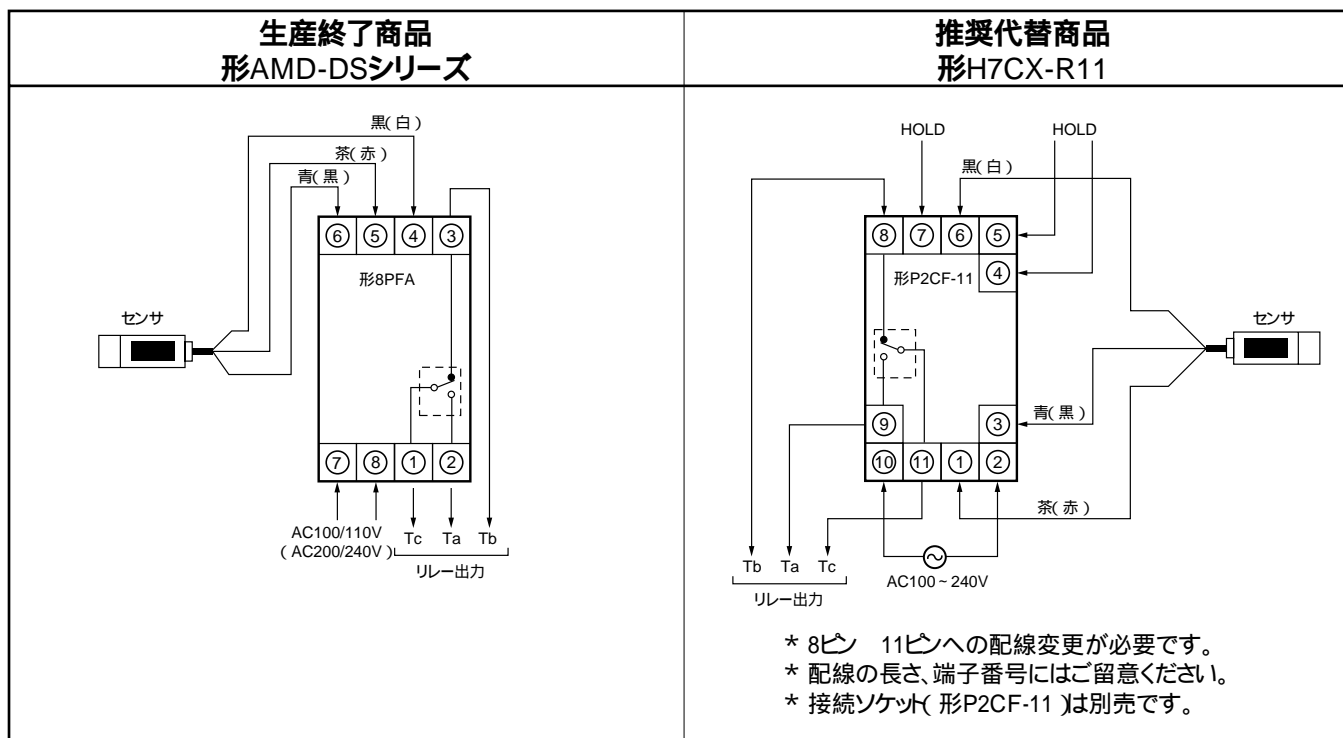 生産終了商品
形AMD-DSシリーズ
推奨代替商品
形H7CX-R11
黒(白)
茶(赤)
青(黒)
⑥ ⑤ ④ ③
形8PFA
センサ
⑦ ⑧ ① ②
AC100/110V
(AC200/240V)
Tc Ta Tb
リレー出力
HOLD HOLD
黒(白)
⑧ ⑦ ⑥ ⑤
④
形P2CF-11
センサ
青(黒)
⑨ ③
⑩ ⑪ ① ②
茶(赤)
Tb Ta Tc
リレー出力
AC100~240V
* 8ピン 11ピンへの配線変更が必要です。
* 配線の長さ、端子番号にはご留意ください。
* 接続ソケット(形P2CF-11)は別売です。